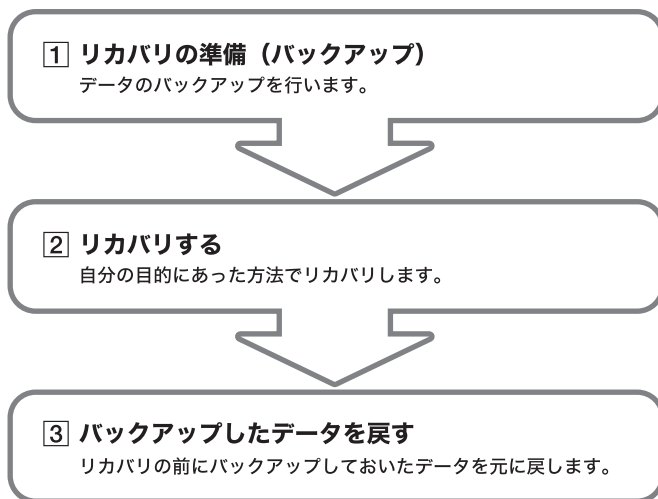 1 リカバリの準備（バックアップ）
データのバックアップを行います。
2 リカバリする
自分の目的にあった方法でリカバリします。
3 バックアップしたデータを戻す
リカバリの前にバックアップしておいたデータを元に戻します。